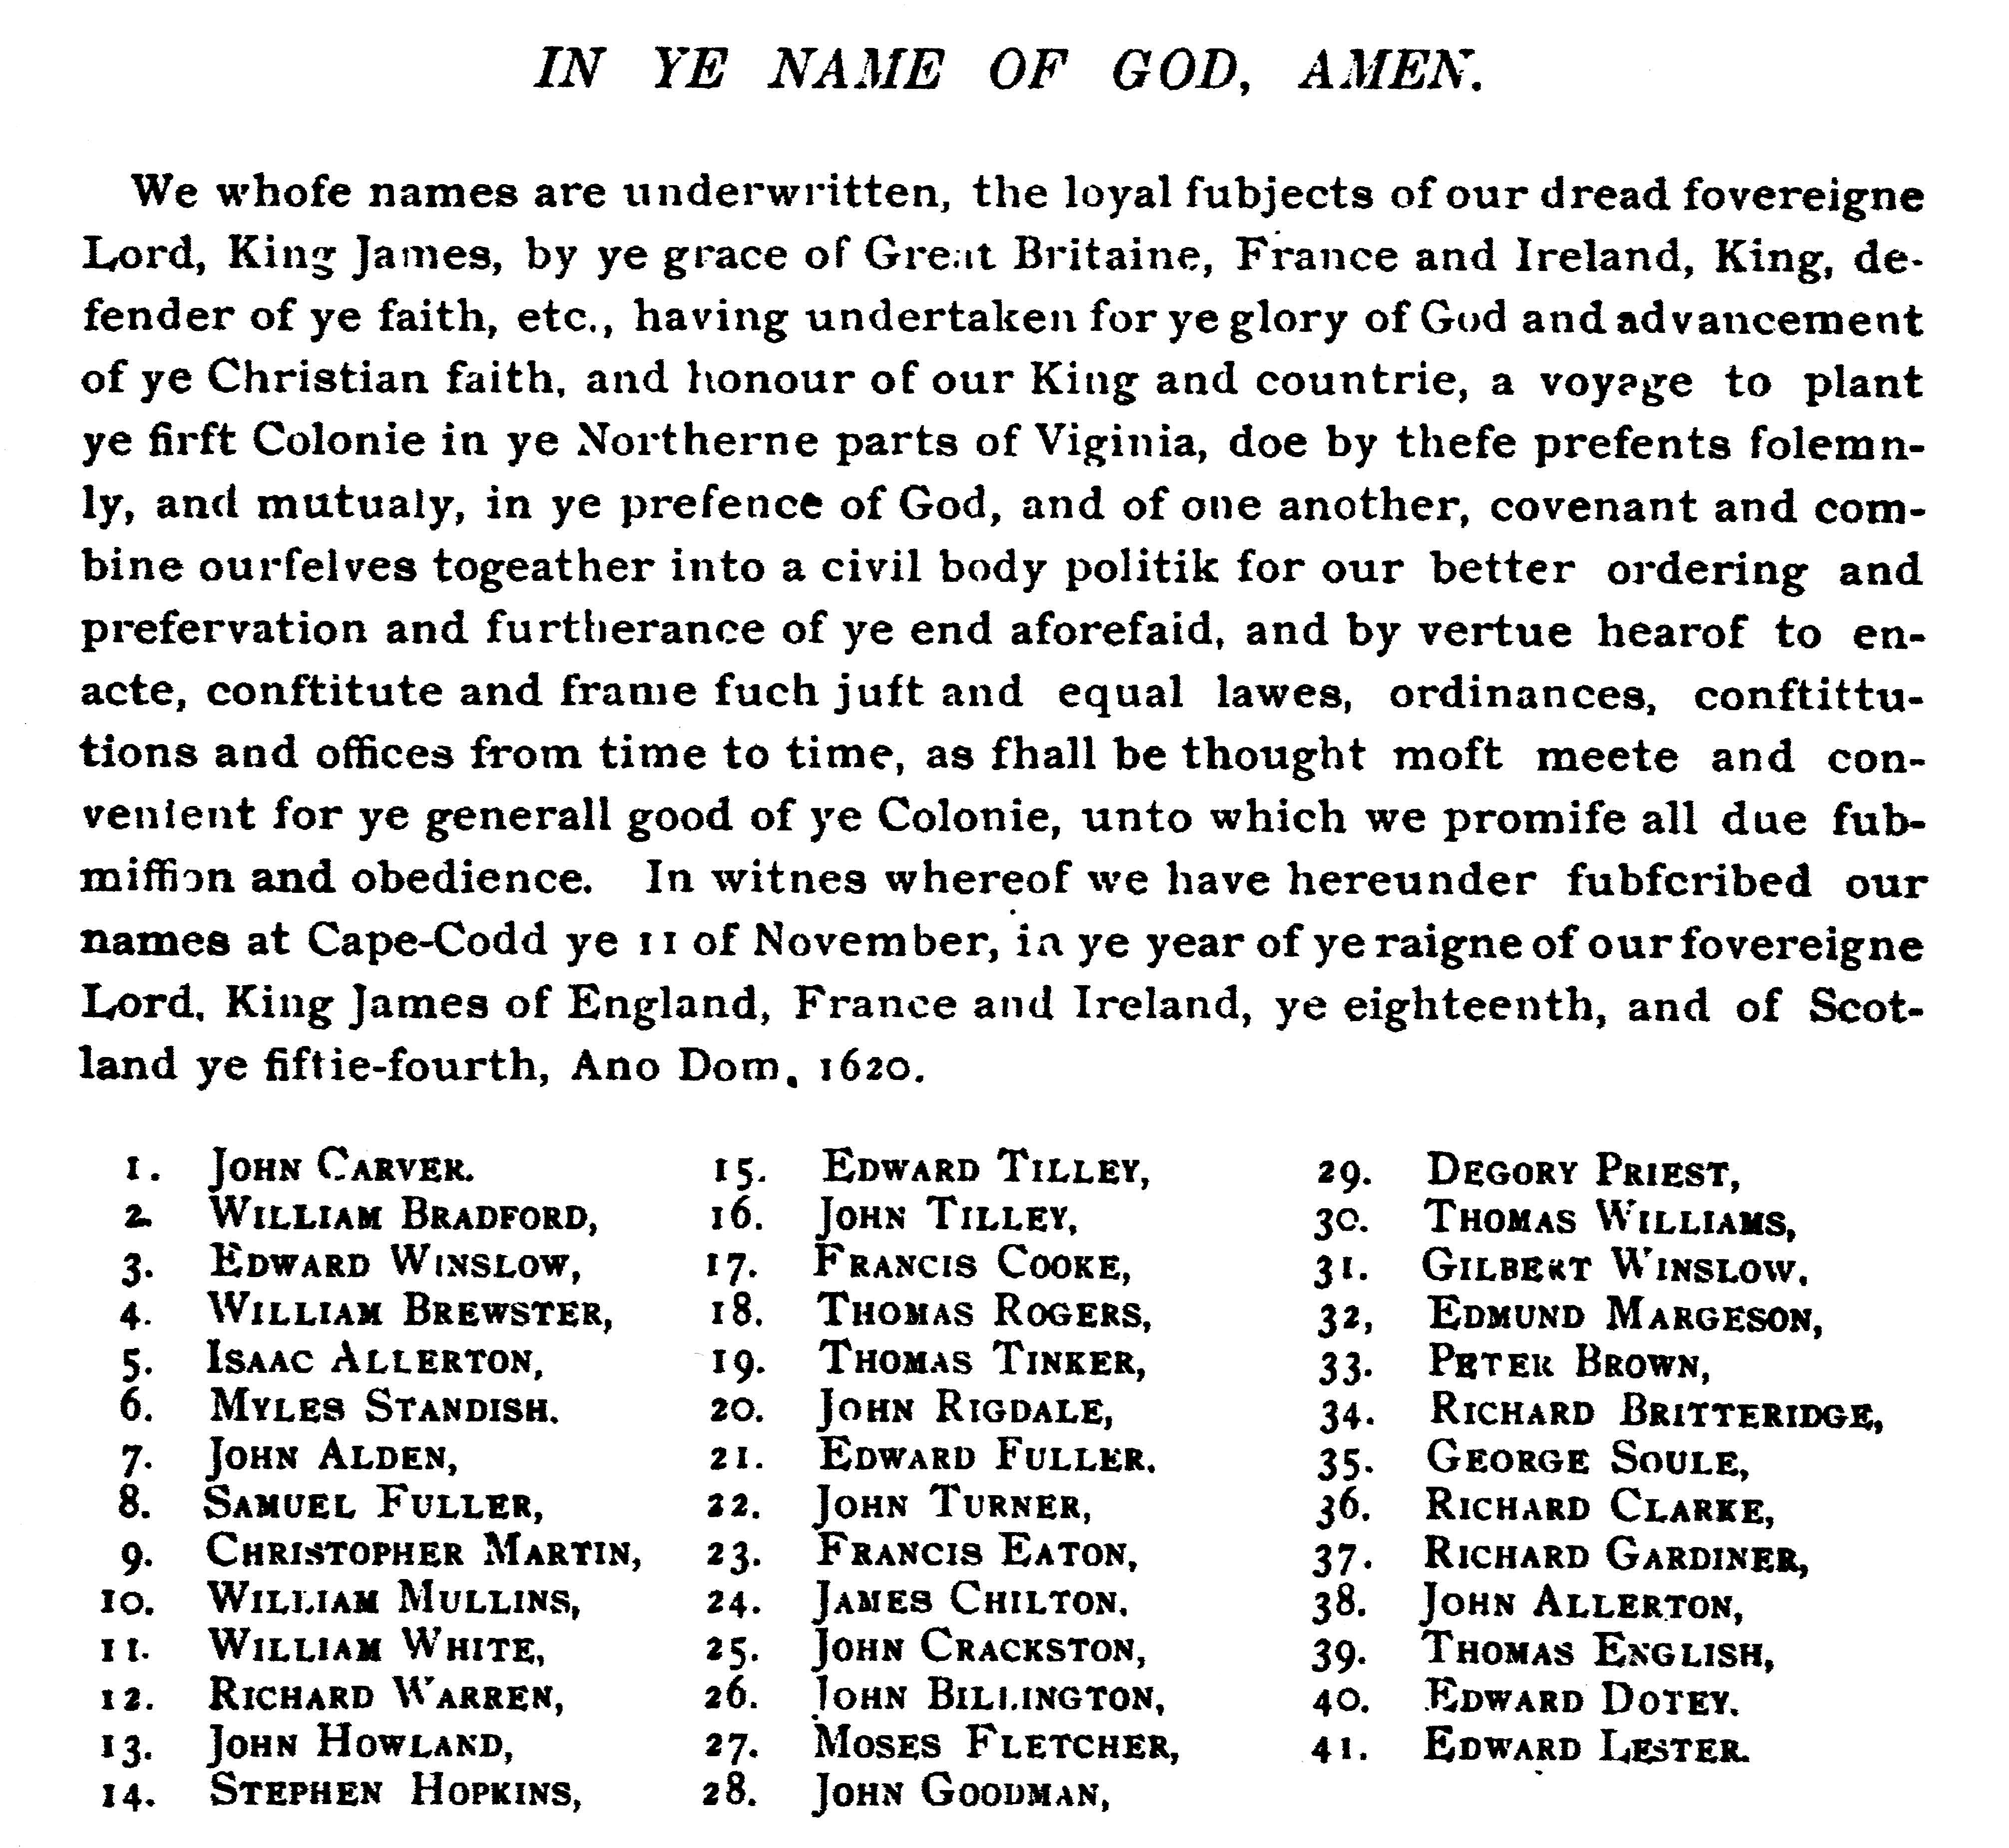 IN YE NAME OF GOD, AMEN.
We whofe names are underwritten, the loyal fubjects of our dread fovereigne
Lord, King James, by ye grace of Great Britaine, France and Ireland, King, de-
fender of ye faith, etc., having undertaken for ye glory of God and advancement
of ye Christian faith, and honour of our King and countrie, a voyage to plant
ye firft Colonie in ye Northerne parts of Viginia, doe by thefe prefents folemn-
ly, and mutualy, in ye prefence of God, and of one another, covenant and com-
bine ourfelves togeather into a civil body politik for our better ordering and
prefervation and furtherance of ye end aforefaid, and by vertue hearof to en-
acte, conftitute and frame fuch juft and equal lawes, ordinances, conftittu-
tions and offices from time to time, as fhall be thought moft meete and con-
venient for ye generall good of ye Colonie, unto which we promife all due fub-
miffion and obedience. In witnes whereof we have hereunder fubfcribed our
names at Cape-Codd ye 11 of November, in ye year of ye raigne of our fovereigne
Lord, King James of England, France and Ireland, ye eighteenth, and of Scot-
land ye fiftie-fourth, Ano Dom. 1620.
1. JOHN CARVER.
2. WILLIAM BRADFORD,
3. EDWARD WINSLOW,
4. WILLIAM BREWSTER,
5. ISAAC ALLERTON,
6. MYLES STANDISH.
7. JOHN ALDEN,
8. SAMUEL FULLER,
9. CHRISTOPHER MARTIN,
10. WILLIAM MULLINS,
11. WILLIAM WHITE,
12. RICHARD WARREN,
13. JOHN HOWLAND,
14. STEPHEN HOPKINS,
15. EDWARD TILLEY,
16. JOHN TILLEY,
17. FRANCIS COOKE,
18. THOMAS ROGERS,
19. THOMAS TINKER,
20. JOHN RIGDALE,
21. EDWARD FULLER.
22. JOHN TURNER,
23. FRANCIS EATON,
24. JAMES CHILTON.
25. JOHN CRACKSTON,
26. JOHN BILLINGTON,
27. MOSES FLETCHER,
28. JOHN GOODMAN,
29. DEGORY PRIEST,
30. THOMAS WILLIAMS,
31. GILBERT WINSLOW.
32, EDMUND MARGESON,
33. PETER BROWN,
34. RICHARD BRITTERIDGE,
35. GEORGE SOULE,
36. RICHARD CLARKE,
37. RICHARD GARDINER,
38. JOHN ALLERTON,
39. THOMAS ENGLISH,
40. EDWARD DOTEY.
41. EDWARD LESTER.